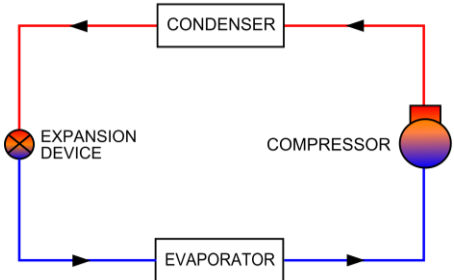 CONDENSER
EXPANSION
DEVICE
COMPRESSOR
EVAPORATOR